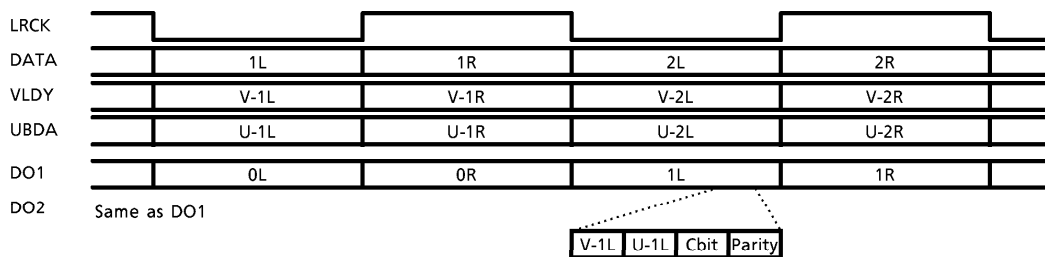 LRCK
DATA 1L 1R 2L 2R
VLDY V-1L V-1R V-2L V-2R
UBDA U-1L U-1R U-2L U-2R
DO1 0L 0R 1L 1R
DO2 Same as DO1
V-1L U-1L Cbit Parity